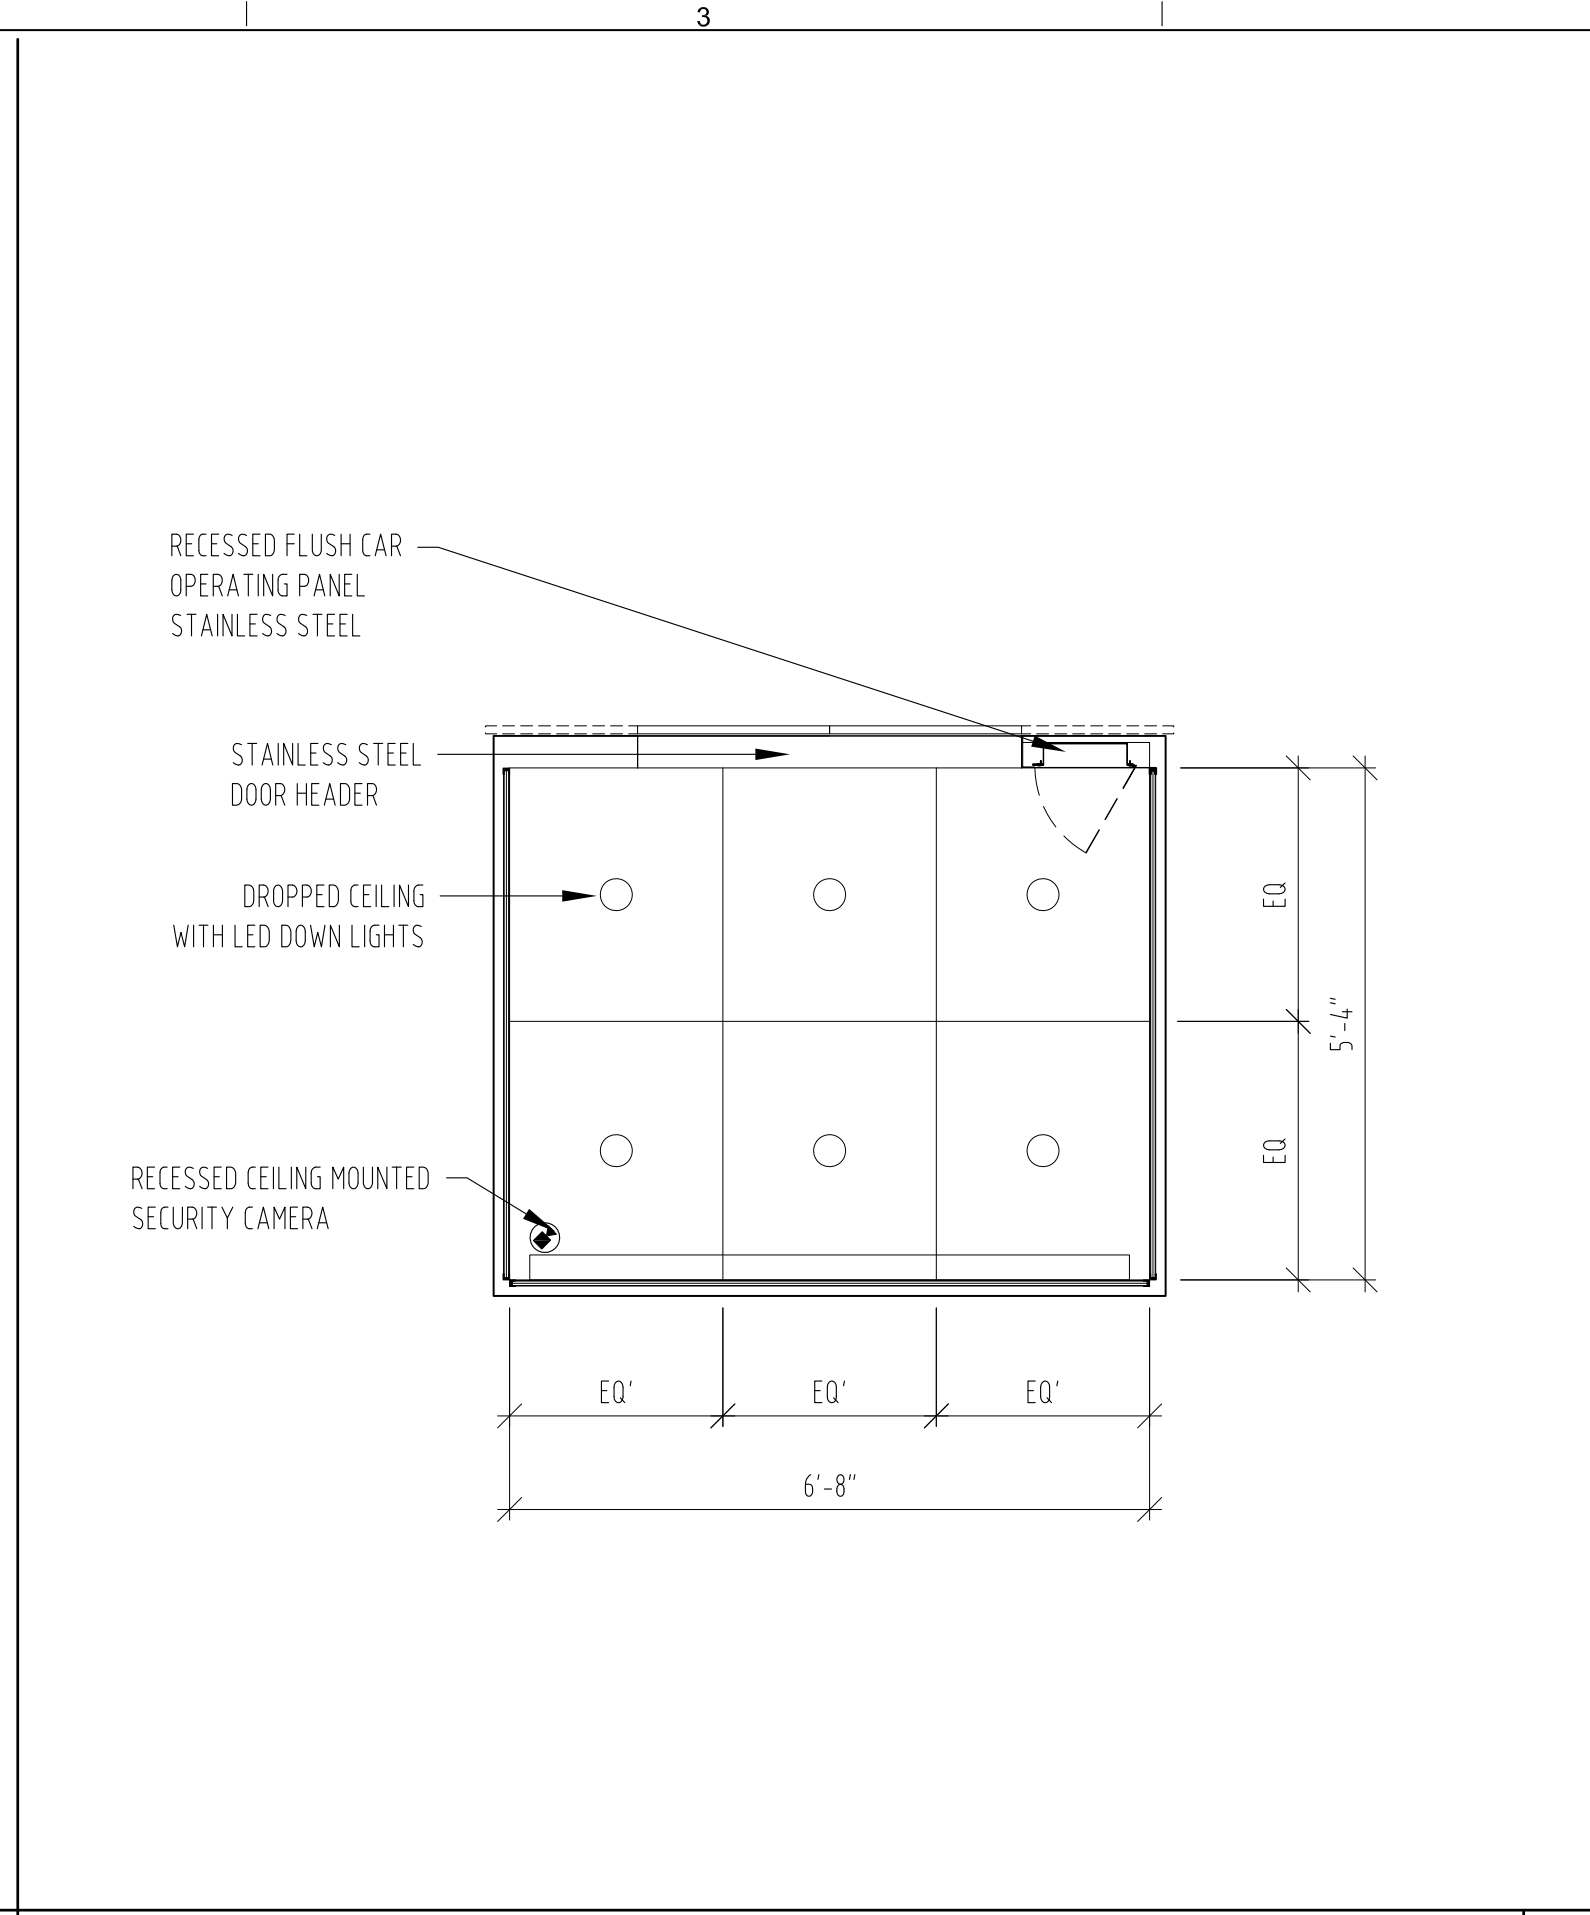 3
RECESSED FLUSH CAR
OPERATING PANEL
STAINLESS STEEL
STAINLESS STEEL
DOOR HEADER
DROPPED CEILING
WITH LED DOWN LIGHTS
EQ
5'-4"
EQ
RECESSED CEILING MOUNTED
SECURITY CAMERA
EQ' EQ' EQ'
6'-8"